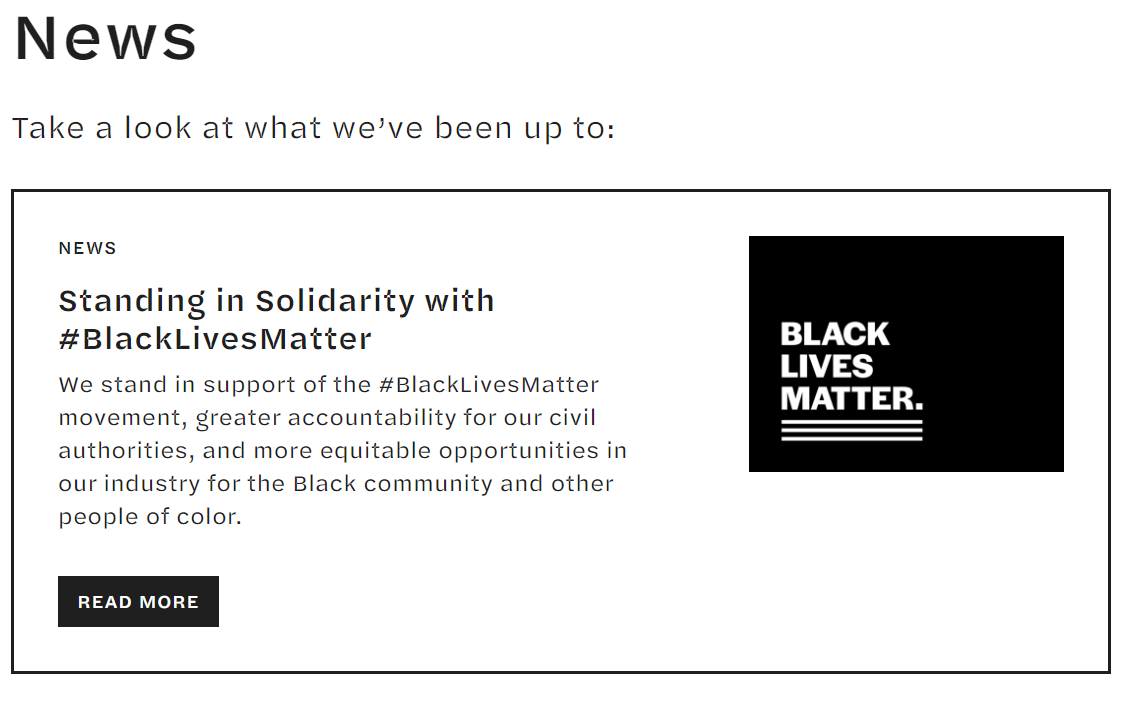 News
Take a look at what we’ve been up to:
NEWS
Standing in Solidarity with
#BlackLivesMatter
We stand in support of the #BlackLivesMatter
movement, greater accountability for our civil
authorities, and more equitable opportunities in
our industry for the Black community and other
people of color.
READ MORE
BLACK
LIVES
MATTER.